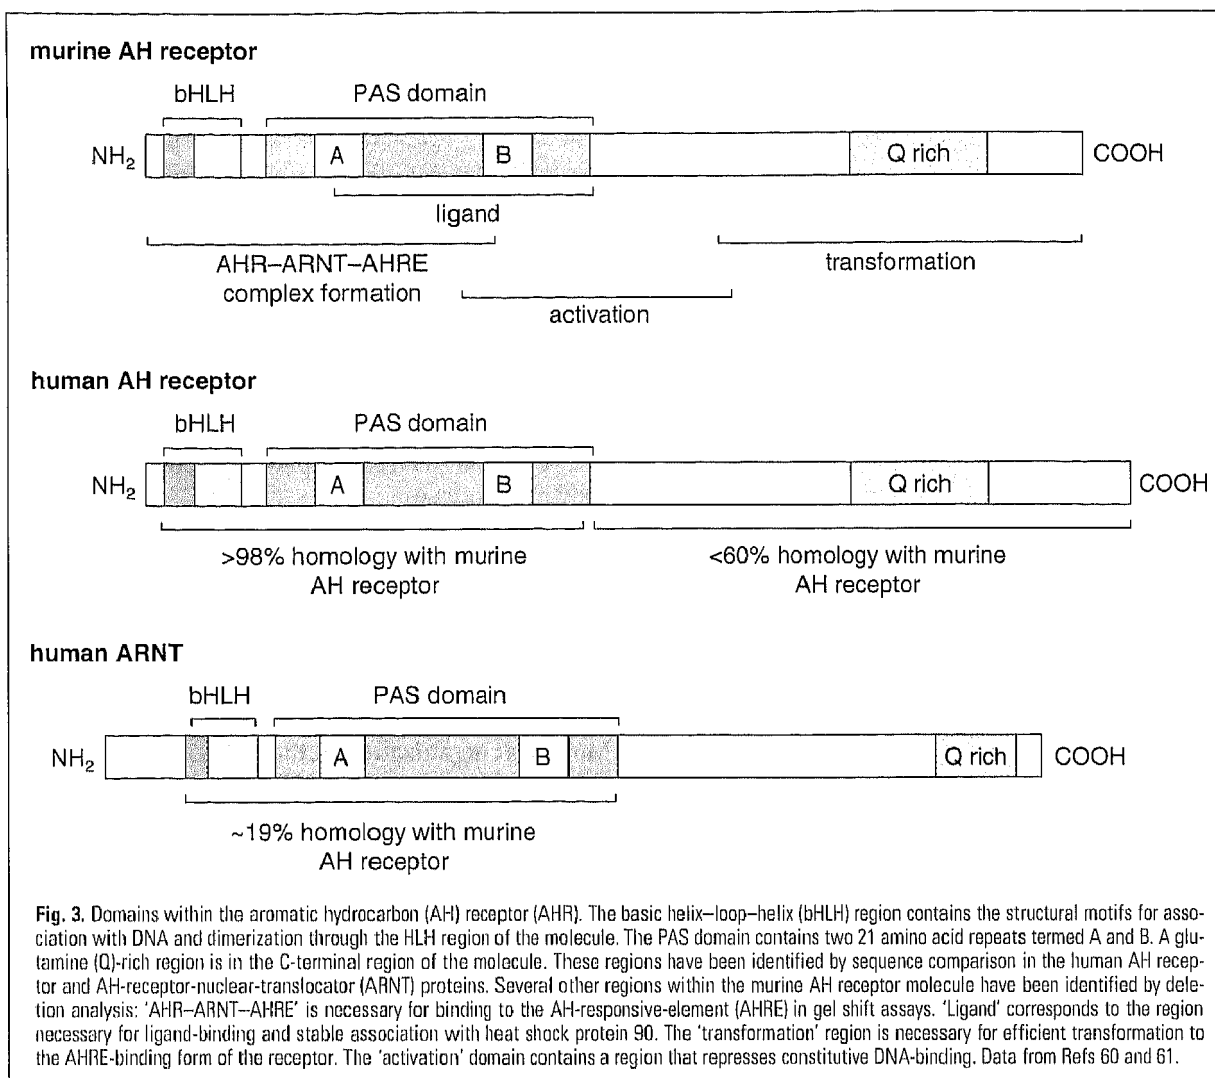 murine AH receptor
bHLH PAS domain
NH2 A B Q rich COOH
ligand
AHR–ARNT–AHRE
complex formation
transformation
activation
human AH receptor
bHLH PAS domain
NH2 A B Q rich COOH
>98% homology with murine
AH receptor
<60% homology with murine
AH receptor
human ARNT
bHLH PAS domain
NH2 A B Q rich COOH
~19% homology with murine
AH receptor
Fig. 3. Domains within the aromatic hydrocarbon (AH) receptor (AHR). The basic helix–loop–helix (bHLH) region contains the structural motifs for asso-
ciation with DNA and dimerization through the HLH region of the molecule. The PAS domain contains two 21 amino acid repeats termed A and B. A glu-
tamine (Q)-rich region is in the C-terminal region of the molecule. These regions have been identified by sequence comparison in the human AH recep-
tor and AH-receptor-nuclear-translocator (ARNT) proteins. Several other regions within the murine AH receptor molecule have been identified by dele-
tion analysis: 'AHR–ARNT–AHRE' is necessary for binding to the AH-responsive-element (AHRE) in gel shift assays. 'Ligand' corresponds to the region
necessary for ligand-binding and stable association with heat shock protein 90. The 'transformation' region is necessary for efficient transformation to
the AHRE-binding form of the receptor. The 'activation' domain contains a region that represses constitutive DNA-binding. Data from Refs 60 and 61.